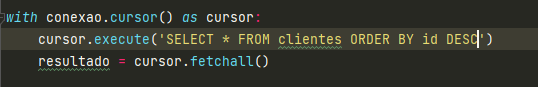 with conexao.cursor() as cursor:
    cursor.execute('SELECT * FROM clientes ORDER BY id DESC')
    resultado = cursor.fetchall()